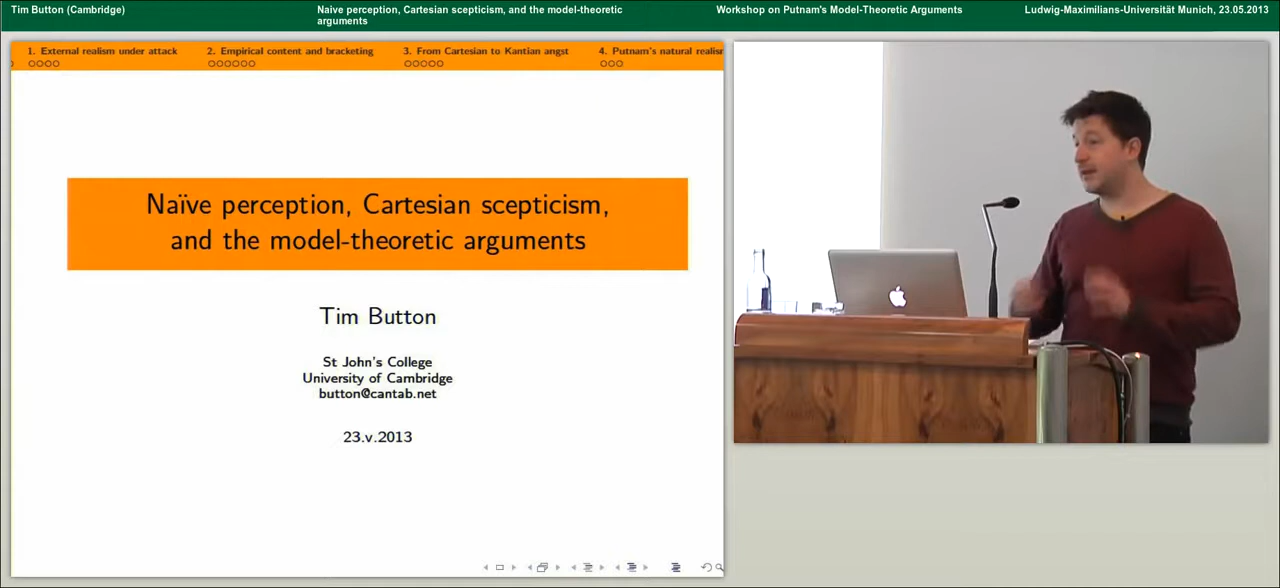 Tim Button (Cambridge)
Naive perception, Cartesian scepticism, and the model-theoretic
arguments
Workshop on Putnam's Model-Theoretic Arguments
Ludwig-Maximilians-Universität Munich, 23.05.2013
1. External realism under attack
2. Empirical content and bracketing
3. From Cartesian to Kantian angst
4. Putnam's natural realism
Naïve perception, Cartesian scepticism,
and the model-theoretic arguments
Tim Button
St John's College
University of Cambridge
button@cantab.net
23.v.2013